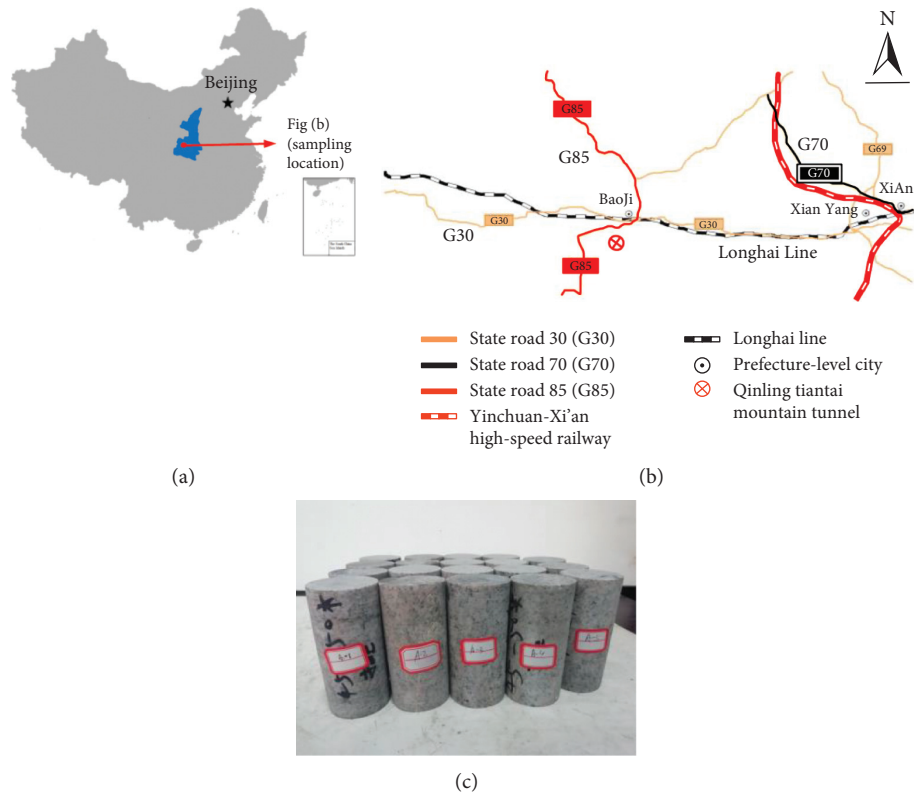 Beijing
Fig (b)
(sampling
location)
(a)
N
G85
G85
G70
G69
G70
XiAn
BaoJi
Xian Yang
G30
G30
G30
Longhai Line
G85
State road 30 (G30)
State road 70 (G70)
State road 85 (G85)
Yinchuan-Xi'an
high-speed railway
Longhai line
Prefecture-level city
Qinling tiantai
mountain tunnel
(b)
A-4
(c)